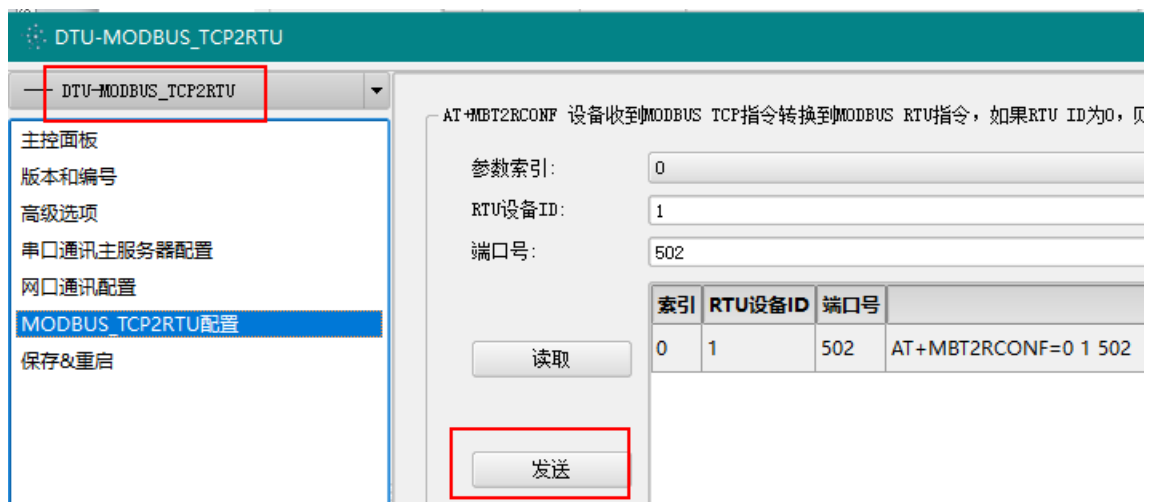 DTU-MODBUS_TCP2RTU
DTU-MODBUS_TCP2RTU
主控面板
版本和编号
高级选项
串口通讯主服务器配置
网口通讯配置
MODBUS_TCP2RTU配置
保存&重启
AT+MBT2RCONF 设备收到MODBUS TCP指令转换到MODBUS RTU指令，如果RTU ID为0，
参数索引: 0
RTU设备ID: 1
端口号: 502
索引 RTU设备ID 端口号
0 1 502 AT+MBT2RCONF=0 1 502
读取
发送